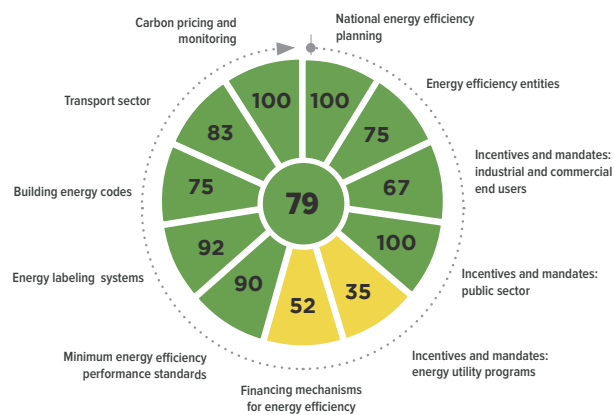 National energy efficiency
planning
100
Energy efficiency entities
75
Incentives and mandates:
industrial and commercial
end users
67
Incentives and mandates:
public sector
100
Incentives and mandates:
energy utility programs
35
Financing mechanisms
for energy efficiency
52
Minimum energy efficiency
performance standards
90
Energy labeling systems
92
Building energy codes
75
Transport sector
83
Carbon pricing and
monitoring
100
79